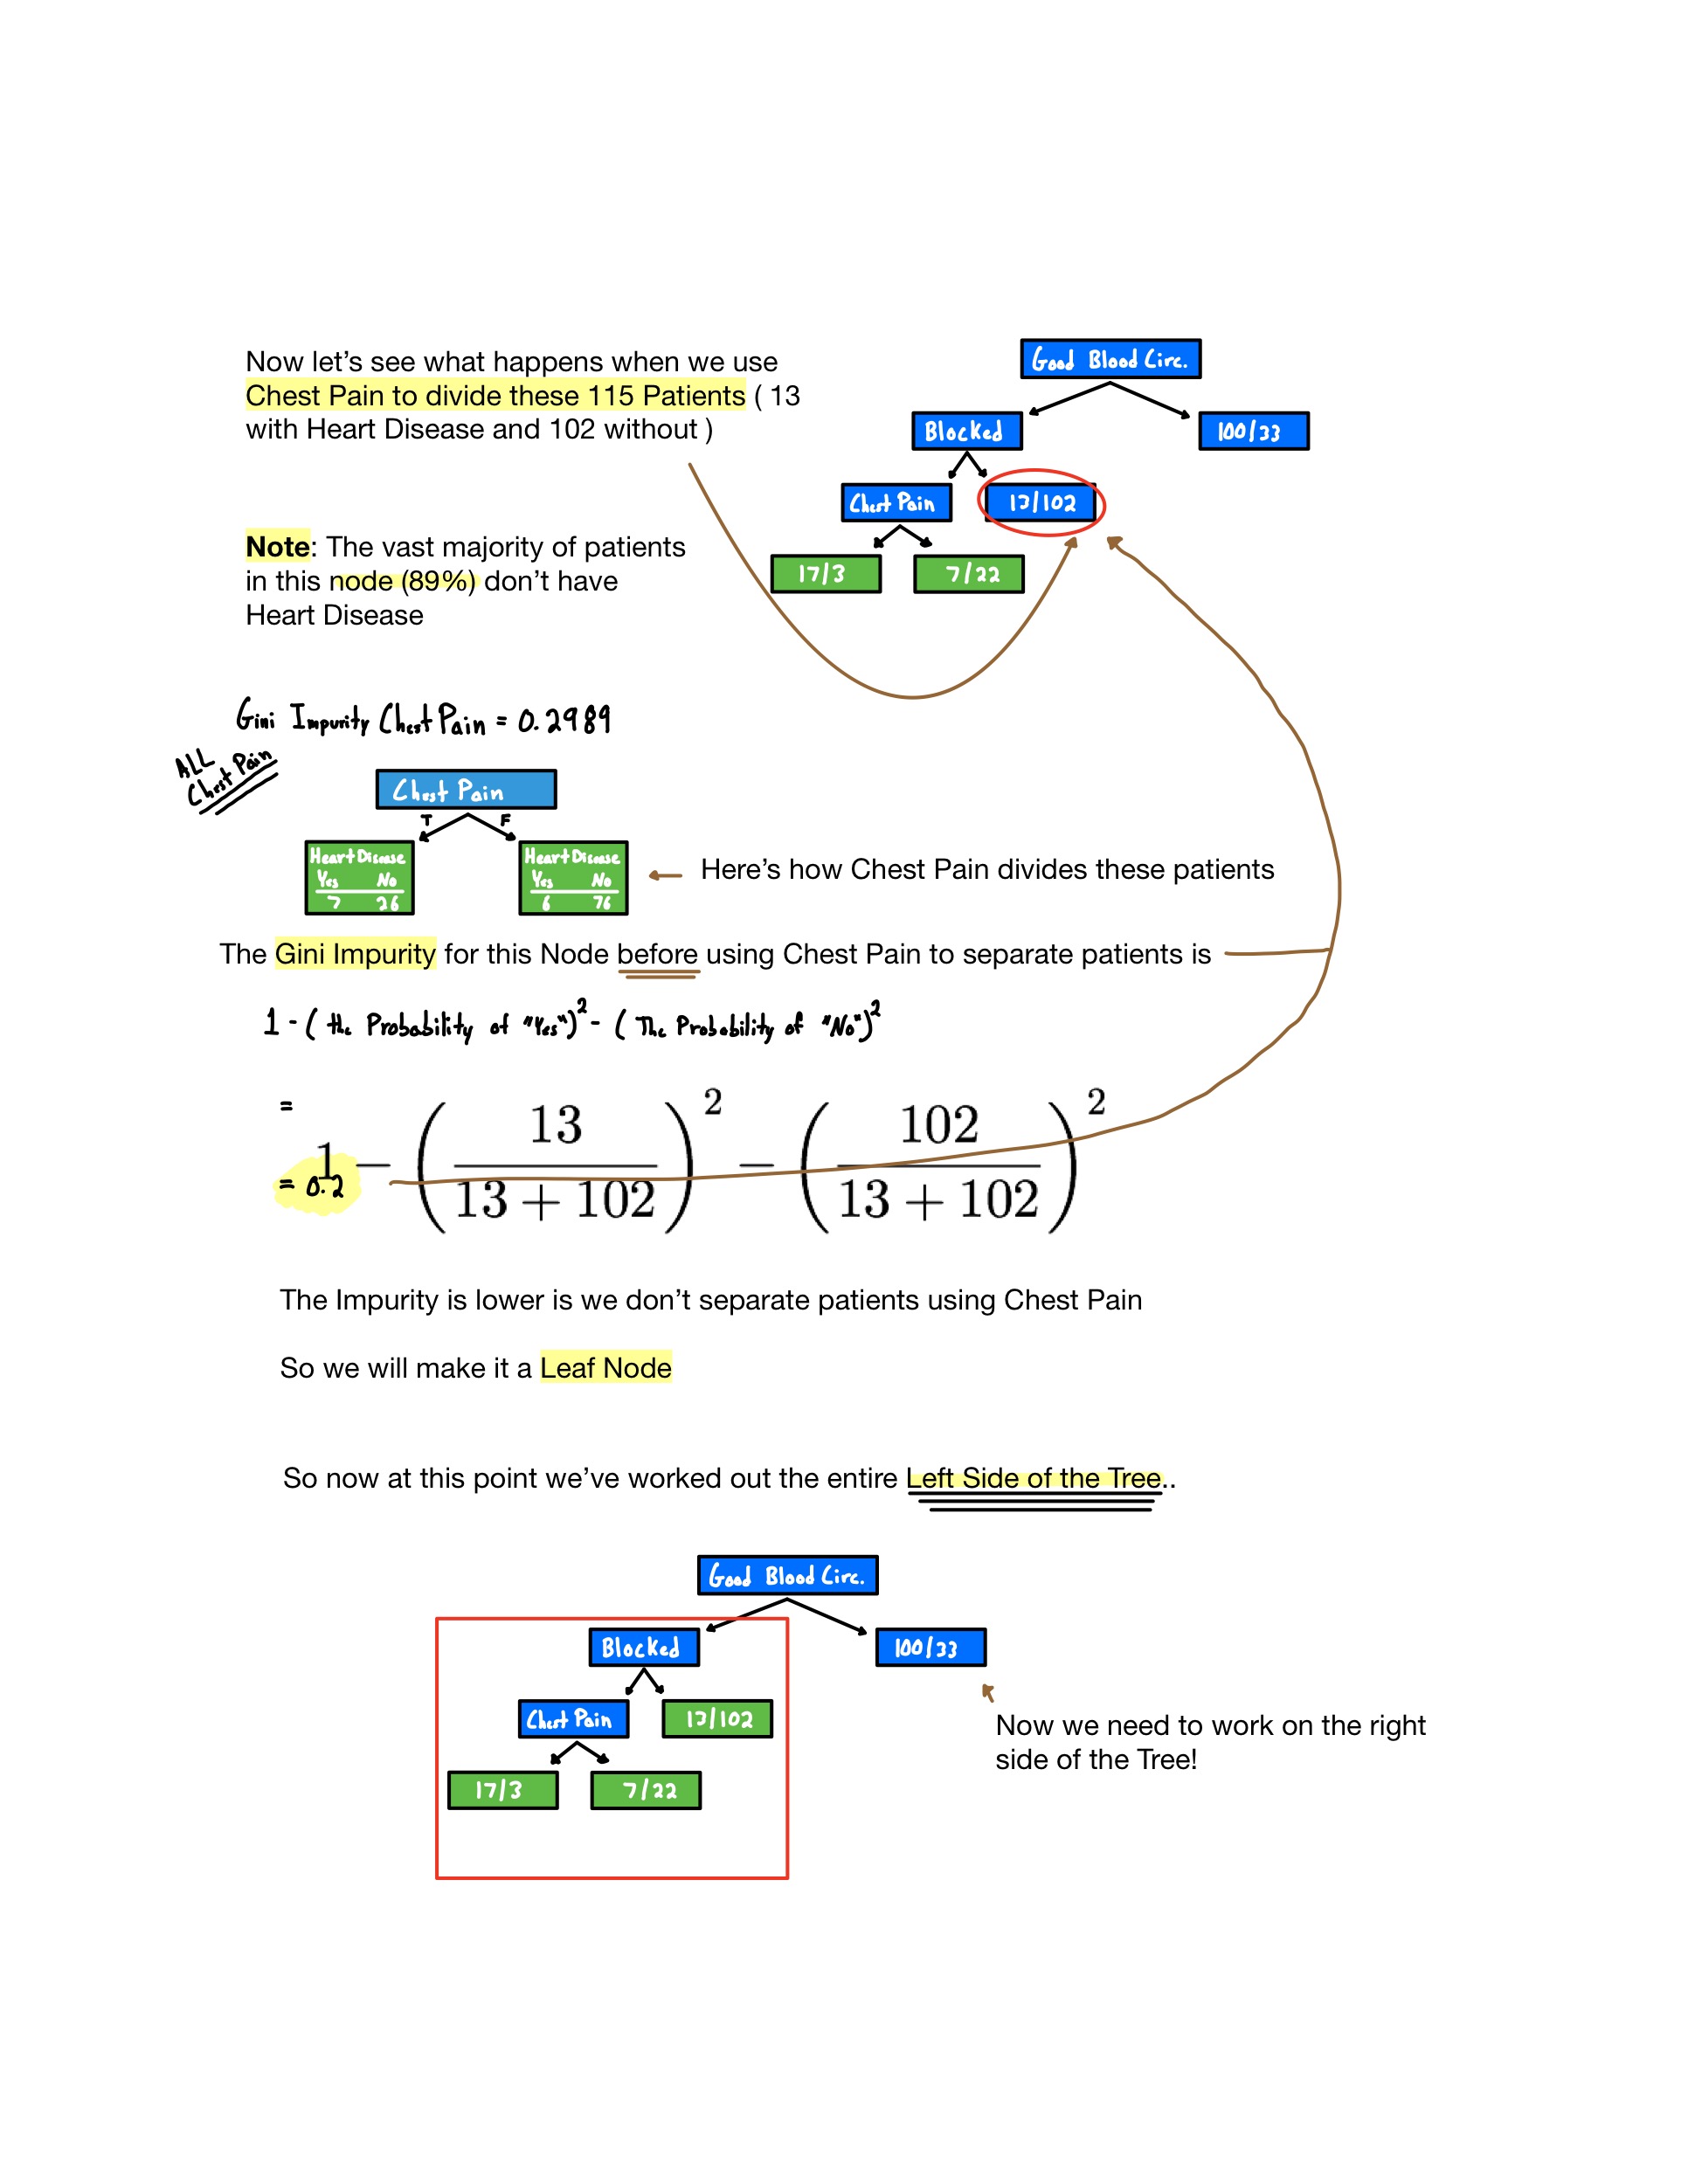 Now let's see what happens when we use
Chest Pain to divide these 115 Patients ( 13
with Heart Disease and 102 without )
Good Blood Circ.
Blocked
100/33
Chest Pain
13/102
17/3
7/22
Note: The vast majority of patients
in this node (89%) don't have
Heart Disease
Gini Impurity Chest Pain = 0.2989
ALL
Chest Pain
Chest Pain
T F
Heart Disease
Yes No
7 26
Heart Disease
Yes No
6 76
Here's how Chest Pain divides these patients
The Gini Impurity for this Node before using Chest Pain to separate patients is
1 - ( the Probability of "Yes")² - ( The Probability of "No")²
=
1 − (13 / (13 + 102))² − (102 / (13 + 102))²
= 0.2
The Impurity is lower is we don't separate patients using Chest Pain
So we will make it a Leaf Node
So now at this point we've worked out the entire Left Side of the Tree..
Good Blood Circ.
Blocked
100/33
Chest Pain
13/102
17/3
7/22
Now we need to work on the right
side of the Tree!